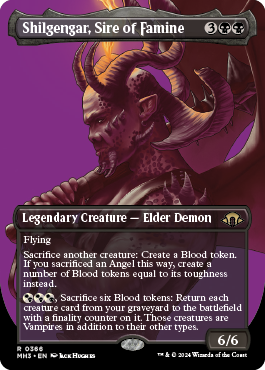 Shilgengar, Sire of Famine 3
Legendary Creature — Elder Demon
Flying
Sacrifice another creature: Create a Blood token.
If you sacrificed an Angel this way, create a
number of Blood tokens equal to its toughness
instead.
, Sacrifice six Blood tokens: Return each
creature card from your graveyard to the battlefield
with a finality counter on it. Those creatures are
Vampires in addition to their other types.
6/6
R 0366
MH3 • EN Jack Hughes
™ & © 2024 Wizards of the Coast